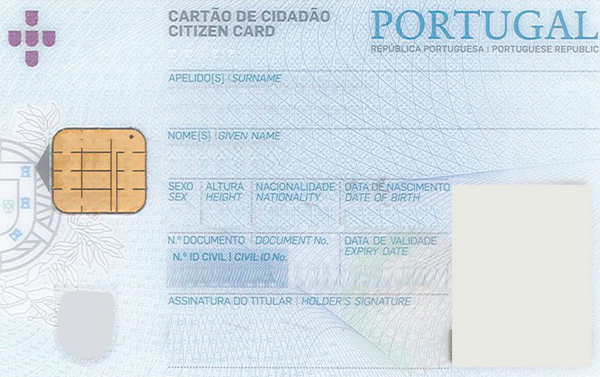 CARTÃO DE CIDADÃO
CITIZEN CARD
PORTUGAL
REPÚBLICA PORTUGUESA | PORTUGUESE REPUBLIC
APELIDO[S] | SURNAME
NOME[S] | GIVEN NAME
SEXO ALTURA NACIONALIDADE DATA DE NASCIMENTO
SEX HEIGHT NATIONALITY DATE OF BIRTH
N.º DOCUMENTO | DOCUMENT No. DATA DE VALIDADE
N.º ID CIVIL | CIVIL ID No. EXPIRY DATE
ASSINATURA DO TITULAR | HOLDER'S SIGNATURE